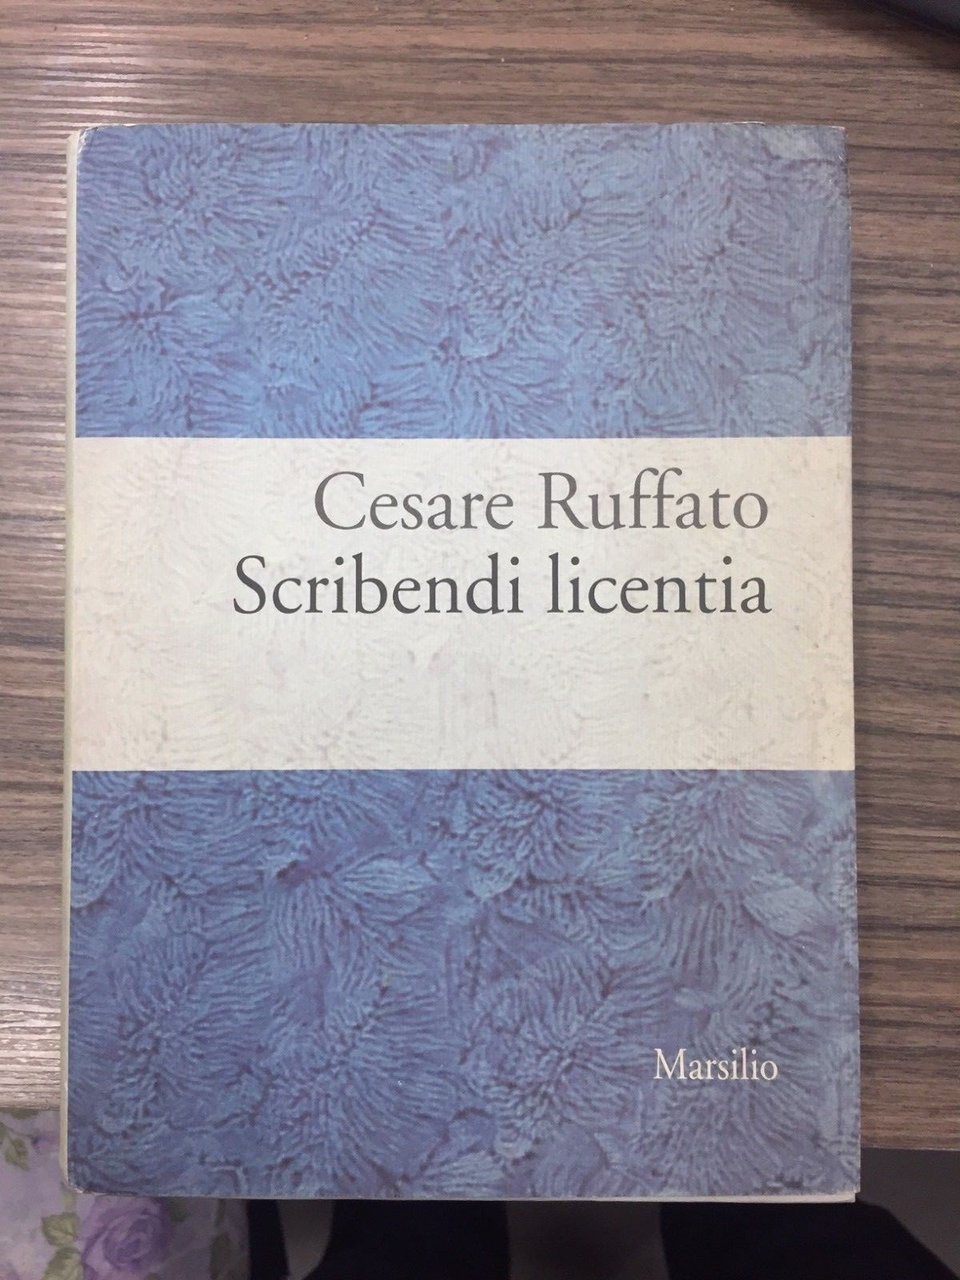 Cesare Ruffato
Scribendi licentia
Marsilio